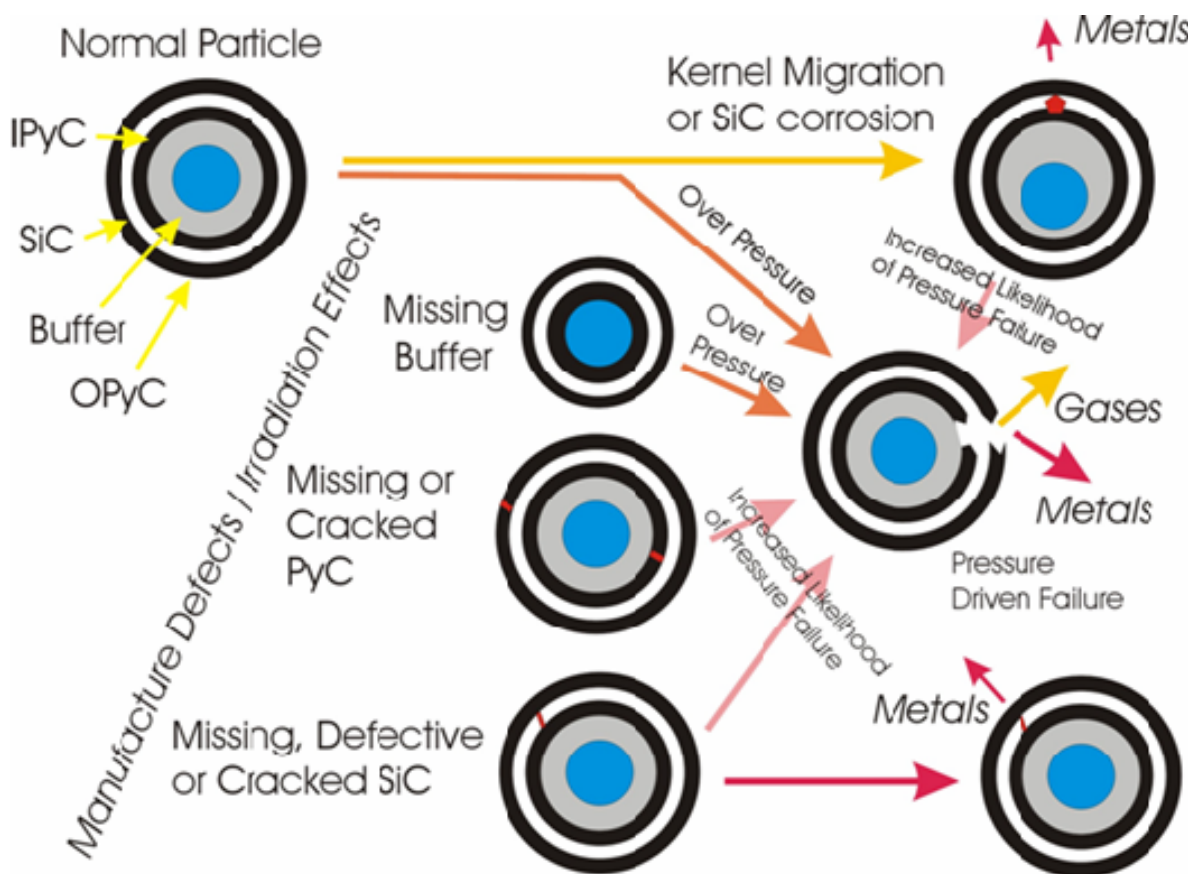 Normal Particle
IPyC
SiC
Buffer
OPyC
Manufacture Defects / Irradiation Effects
Kernel Migration
or SiC corrosion
Metals
Over Pressure
Increased Likelihood
of Pressure Failure
Missing
Buffer
Over
Pressure
Gases
Metals
Missing or
Cracked
PyC
Increased Likelihood
of Pressure Failure
Pressure
Driven Failure
Missing, Defective
or Cracked SiC
Metals